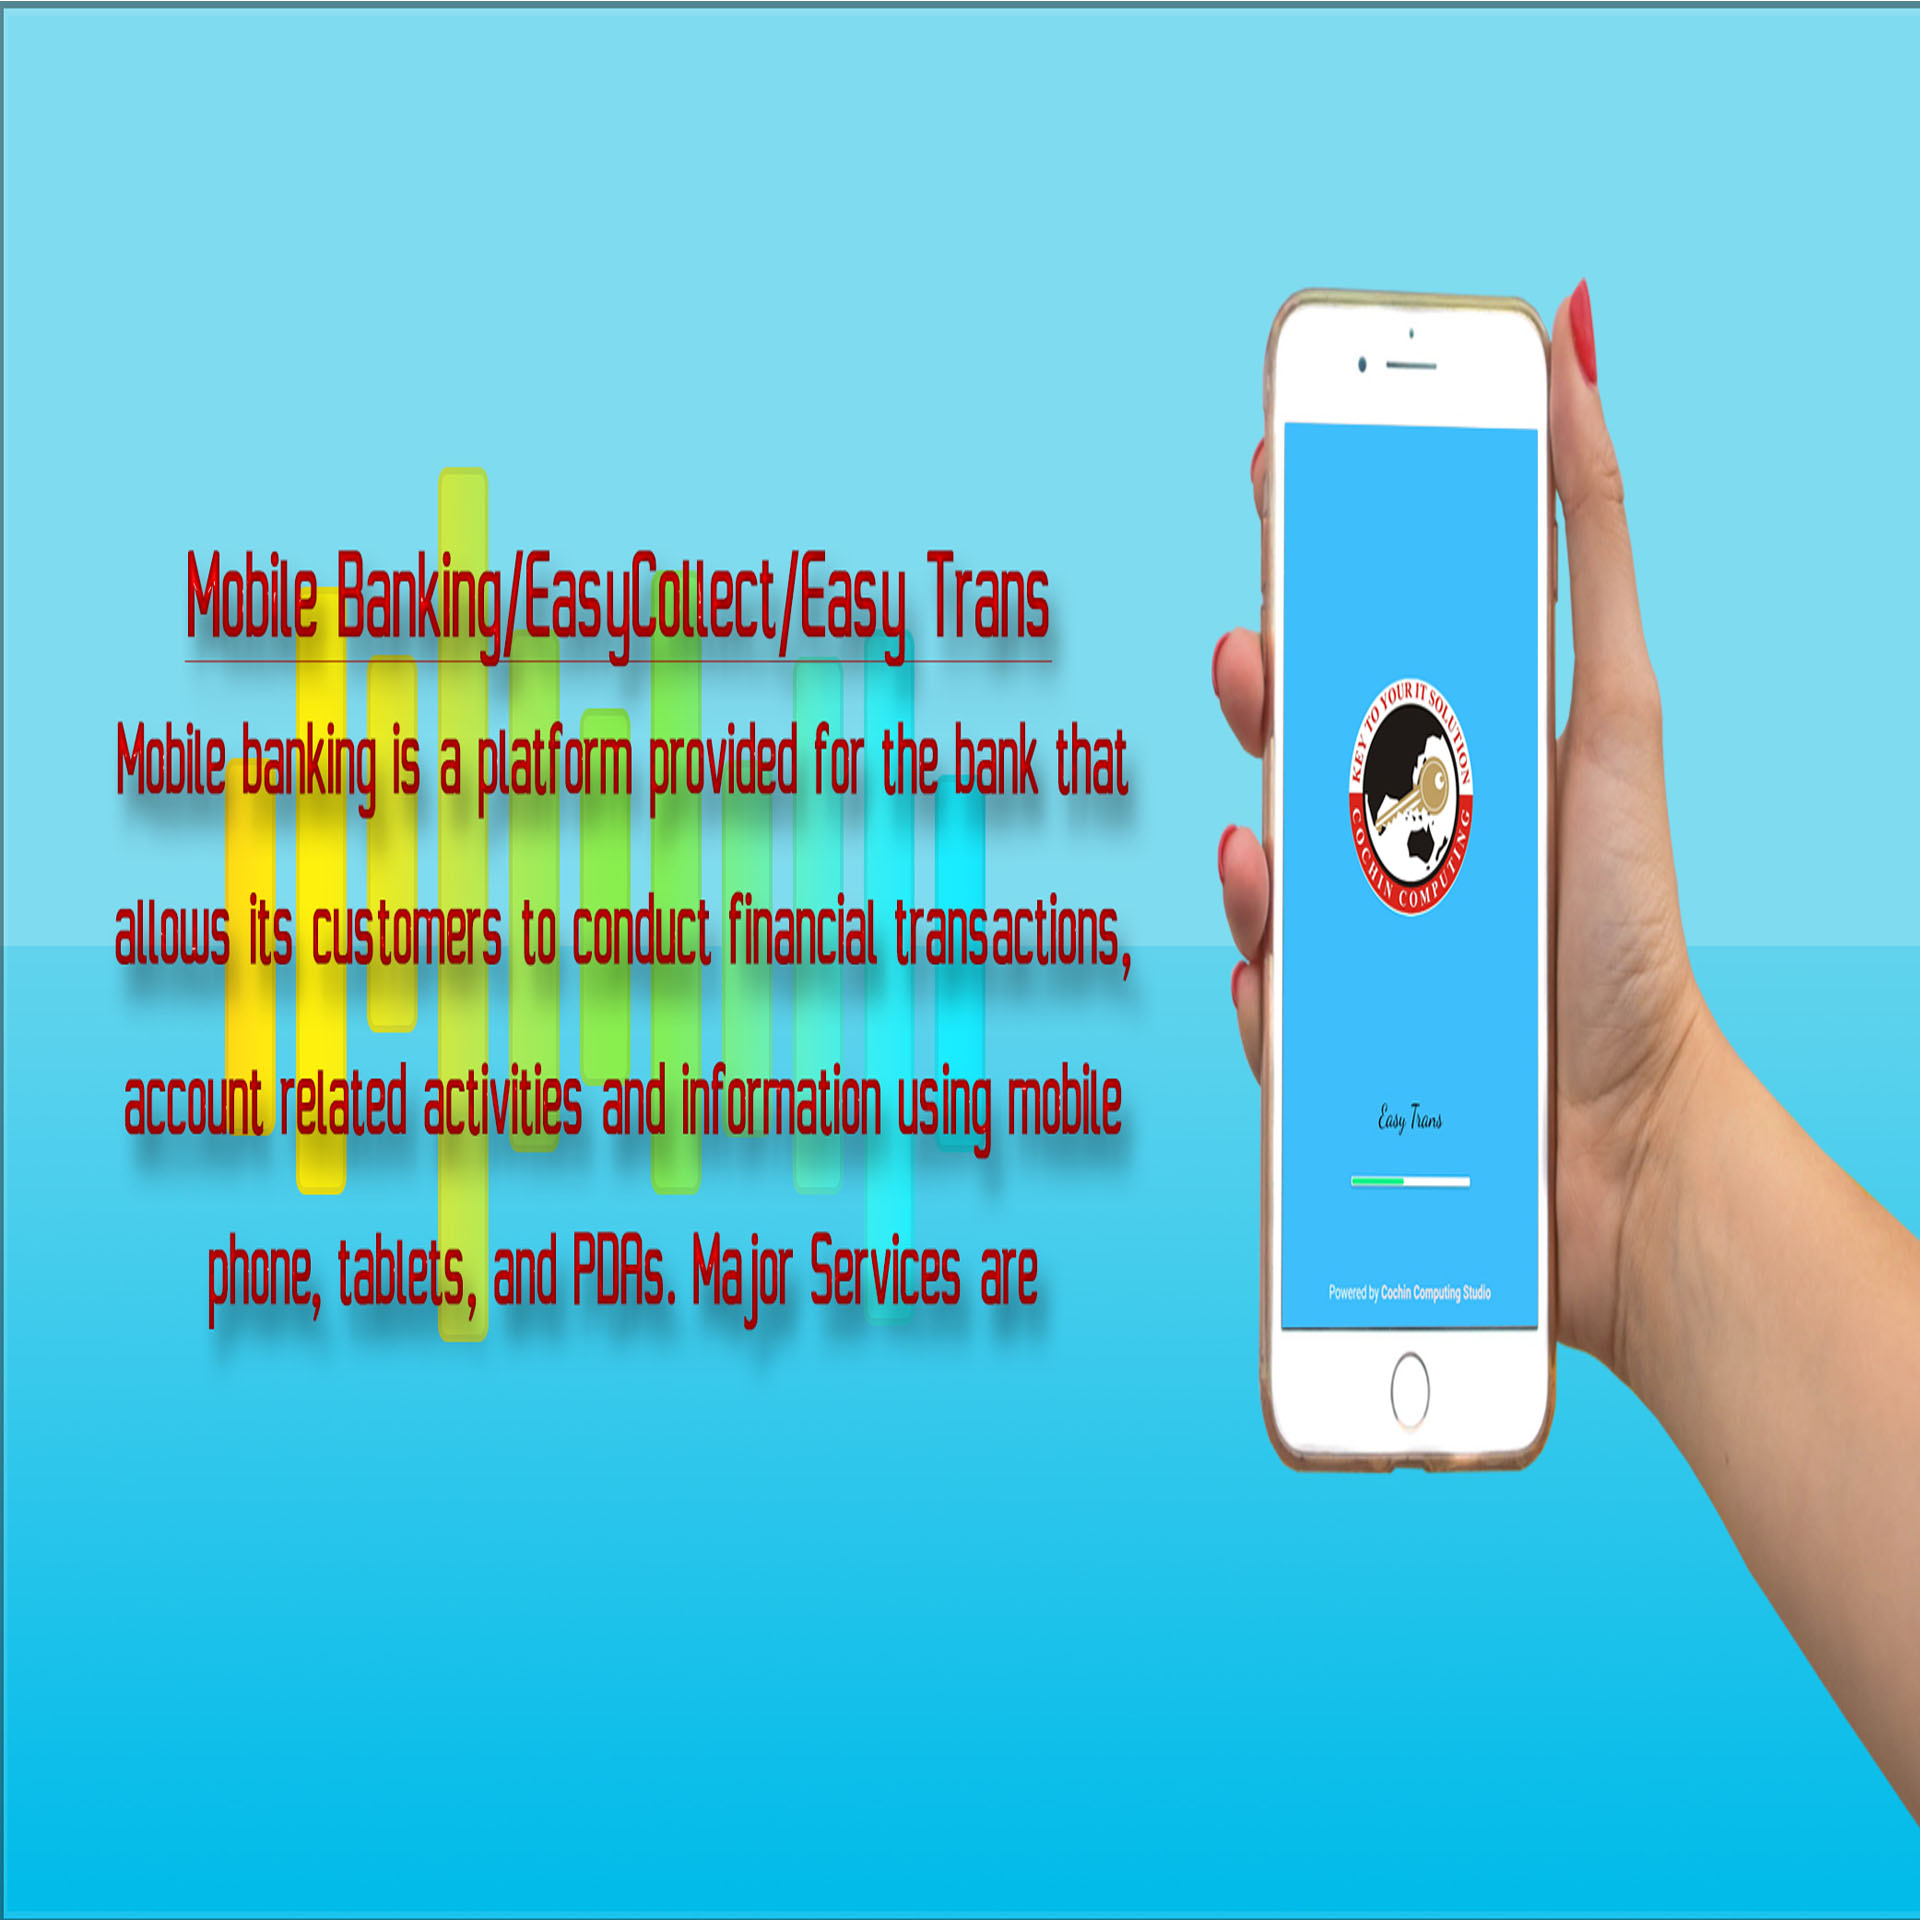 Mobile Banking/EasyCollect/Easy Trans
Mobile banking is a platform provided for the bank that
allows its customers to conduct financial transactions,
account related activities and information using mobile
phone, tablets, and PDAs. Major Services are
KEY TO YOUR IT SOLUTION
COCHIN COMPUTING
Easy Trans
Powered by Cochin Computing Studio